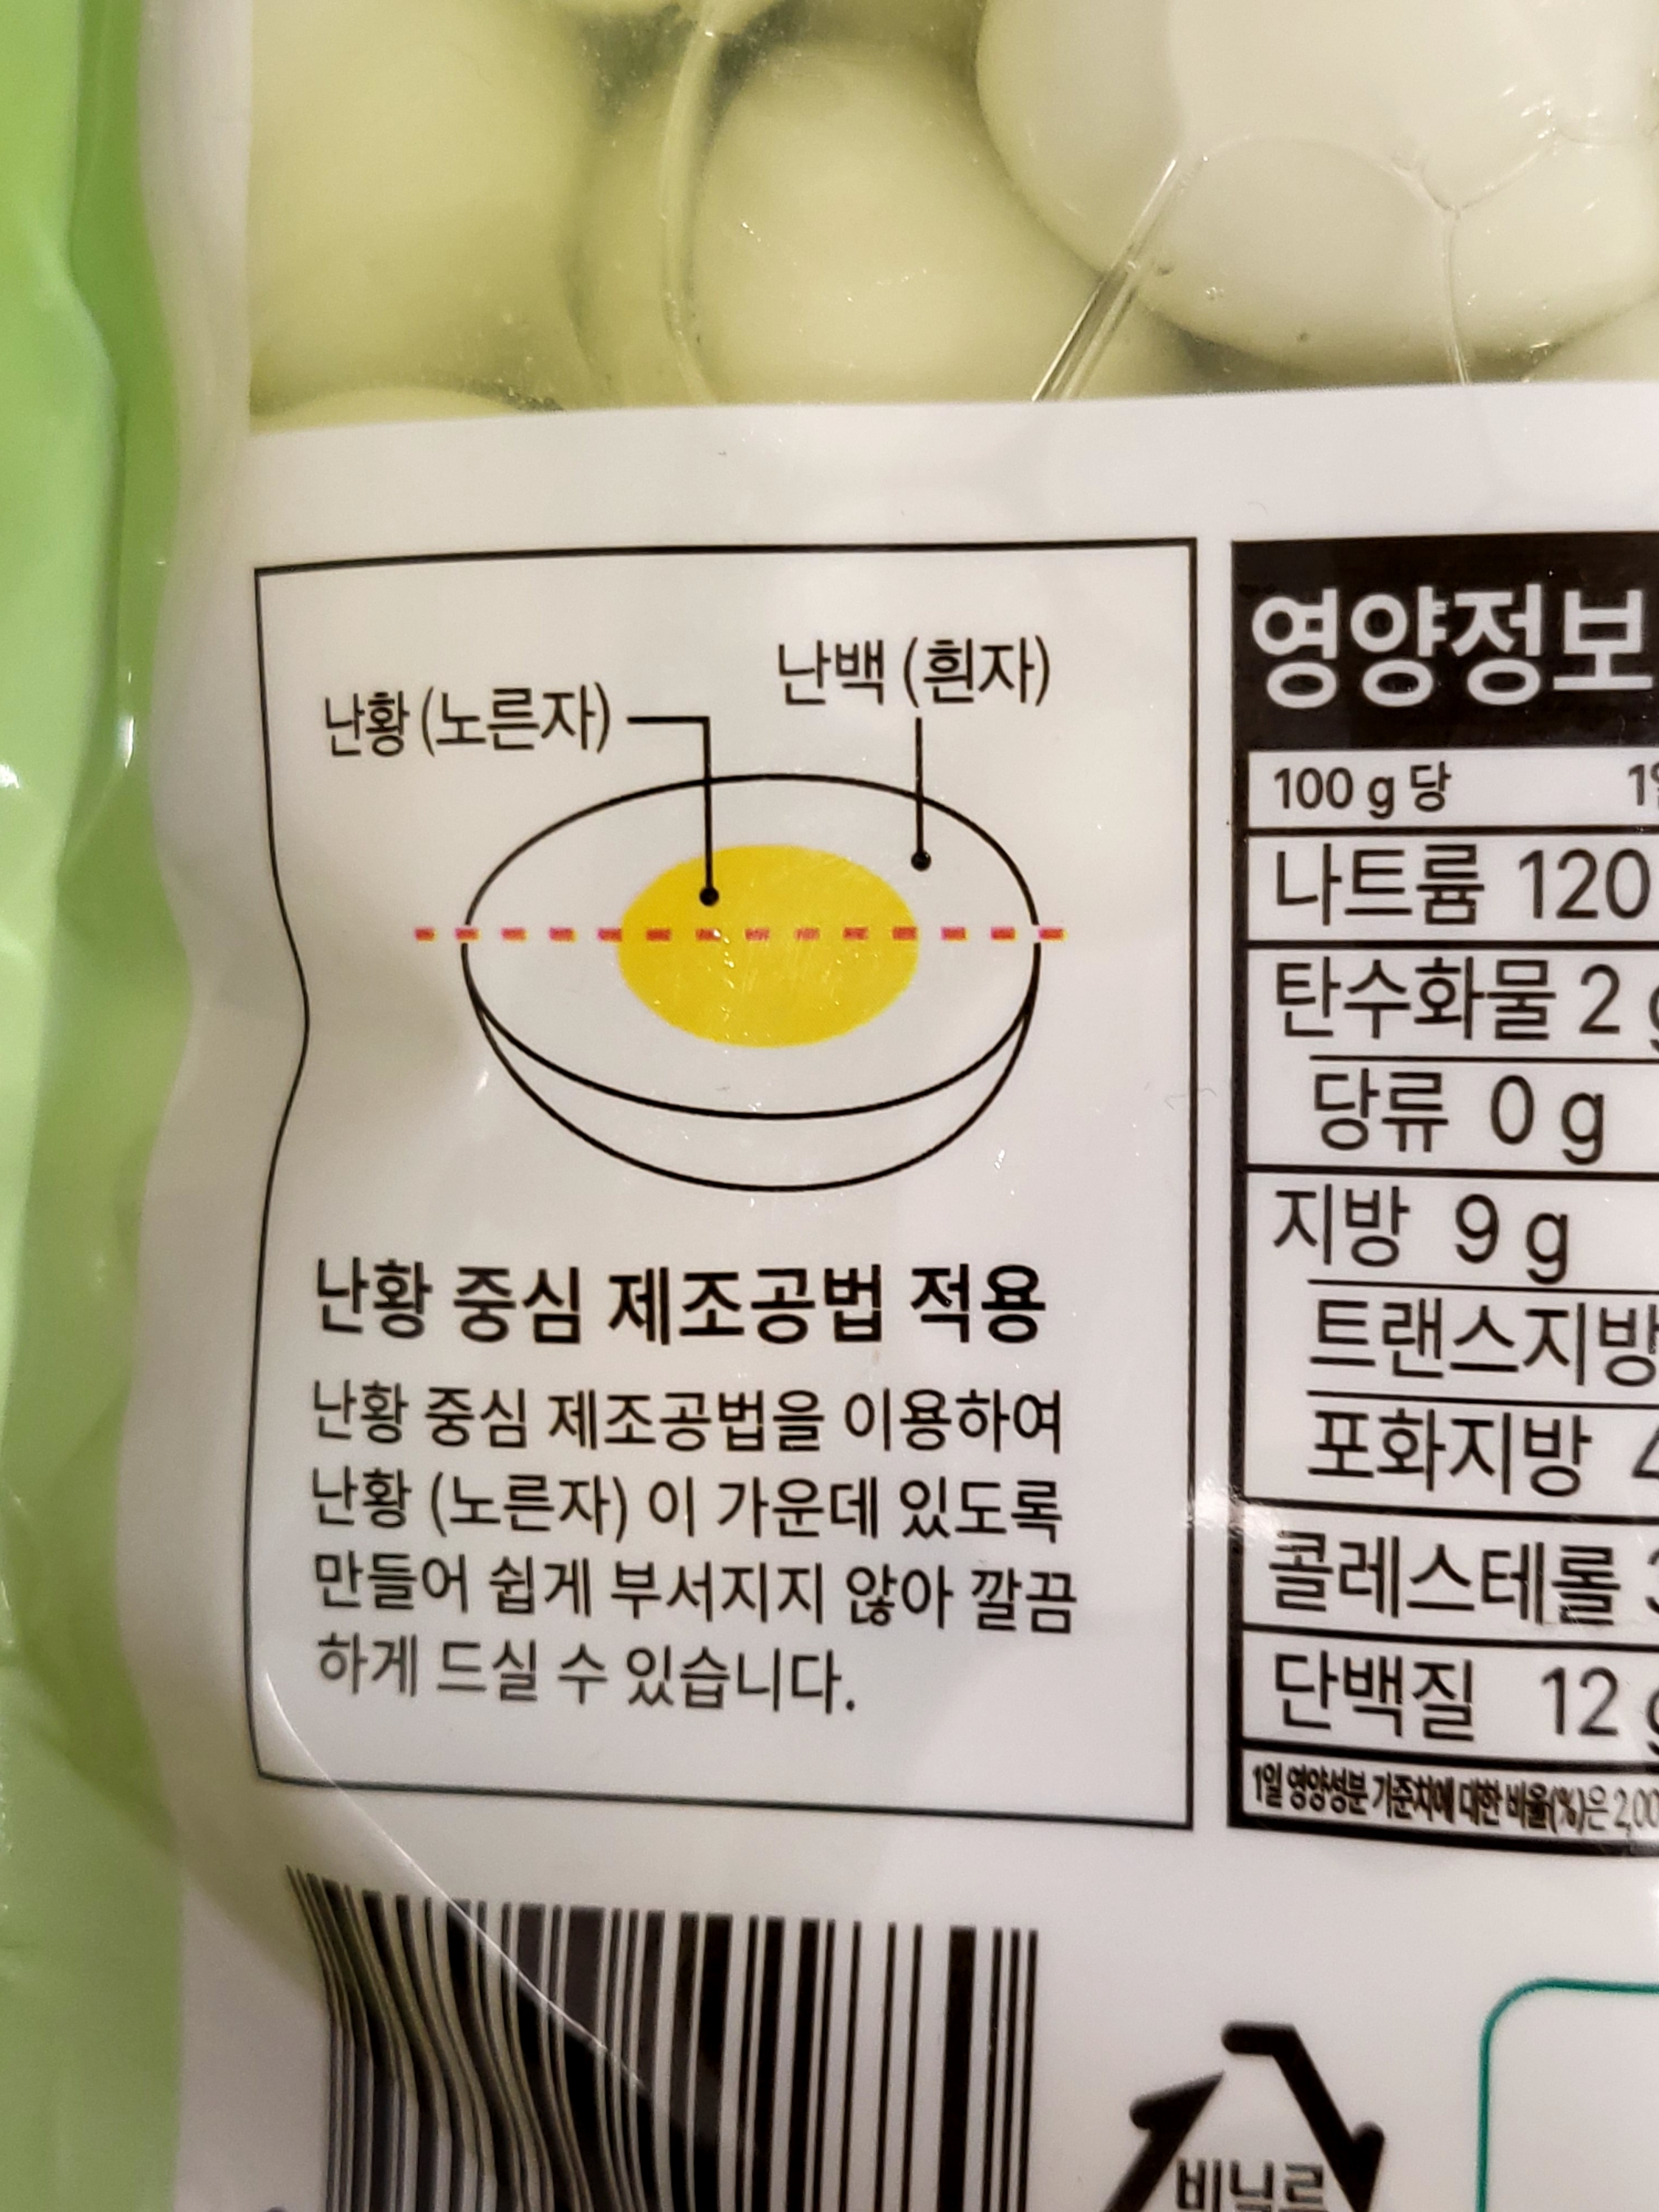 난백 (흰자)
난황 (노른자)
난황 중심 제조공법 적용
난황 중심 제조공법을 이용하여
난황 (노른자) 이 가운데 있도록
만들어 쉽게 부서지지 않아 깔끔
하게 드실 수 있습니다.
영양정보
100 g 당
나트륨 120
탄수화물 2 g
당류 0 g
지방 9 g
트랜스지방
포화지방
콜레스테롤
단백질 12 g
1일 영양성분 기준치에 대한 비율(%)은 2,00
비닐류